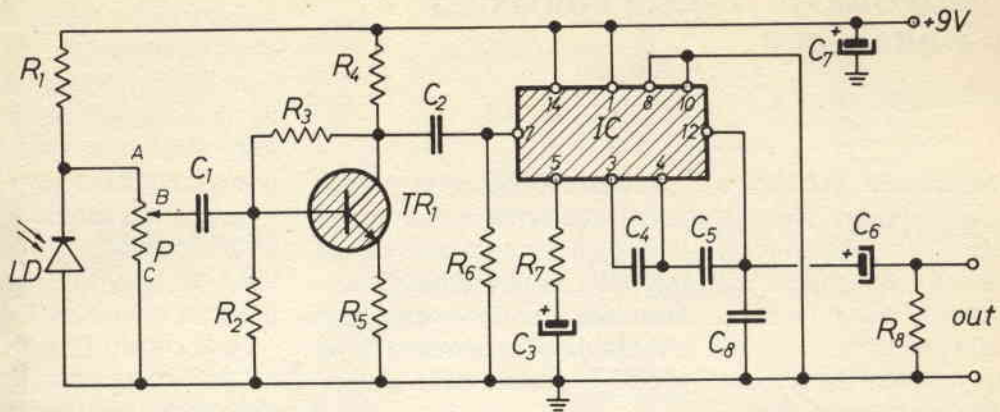 +9V
C7
+
R1
R4
R3
C2
14
1
8
10
7
IC
12
A
B
C1
5
3
4
TR1
P
C
LD
C4
C5
C6
+
R2
R5
R6
R7
+
C3
C8
R8
out